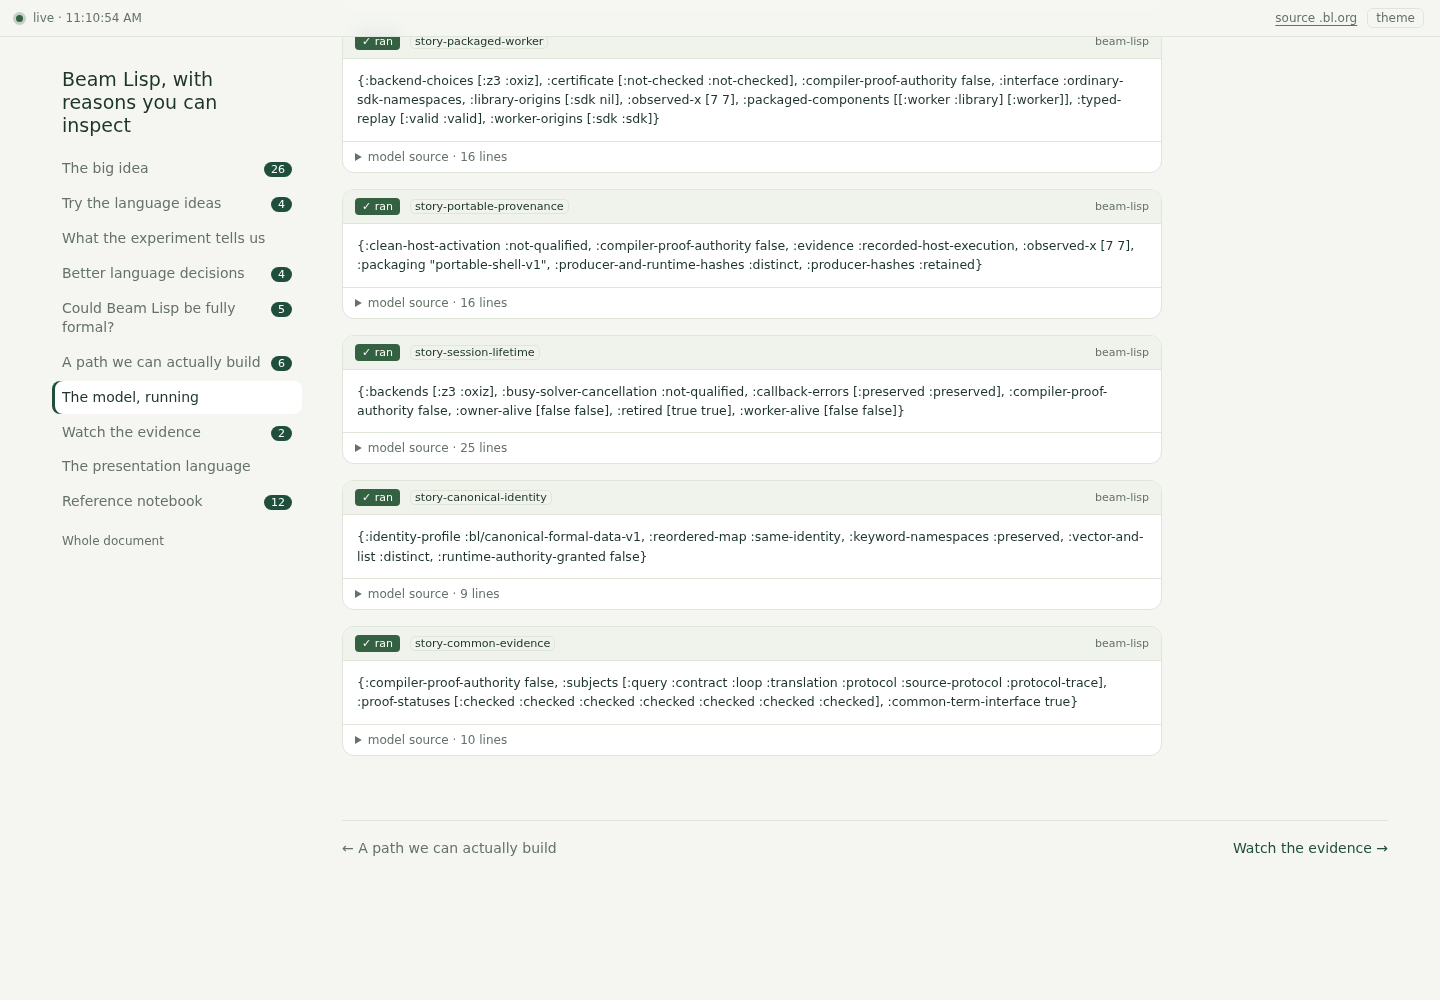 live · 11:10:54 AM
source .bl.org
theme
Beam Lisp, with
reasons you can
inspect
The big idea 26
Try the language ideas 4
What the experiment tells us
Better language decisions 4
Could Beam Lisp be fully 5
formal?
A path we can actually build 6
The model, running
Watch the evidence 2
The presentation language
Reference notebook 12
Whole document
✓ ran story-packaged-worker beam-lisp
{:backend-choices [:z3 :oxiz], :certificate [:not-checked :not-checked], :compiler-proof-authority false, :interface :ordinary-
sdk-namespaces, :library-origins [:sdk nil], :observed-x [7 7], :packaged-components [[:worker :library] [:worker]], :typed-
replay [:valid :valid], :worker-origins [:sdk :sdk]}
▶ model source · 16 lines
✓ ran story-portable-provenance beam-lisp
{:clean-host-activation :not-qualified, :compiler-proof-authority false, :evidence :recorded-host-execution, :observed-x [7 7],
:packaging "portable-shell-v1", :producer-and-runtime-hashes :distinct, :producer-hashes :retained}
▶ model source · 16 lines
✓ ran story-session-lifetime beam-lisp
{:backends [:z3 :oxiz], :busy-solver-cancellation :not-qualified, :callback-errors [:preserved :preserved], :compiler-proof-
authority false, :owner-alive [false false], :retired [true true], :worker-alive [false false]}
▶ model source · 25 lines
✓ ran story-canonical-identity beam-lisp
{:identity-profile :bl/canonical-formal-data-v1, :reordered-map :same-identity, :keyword-namespaces :preserved, :vector-and-
list :distinct, :runtime-authority-granted false}
▶ model source · 9 lines
✓ ran story-common-evidence beam-lisp
{:compiler-proof-authority false, :subjects [:query :contract :loop :translation :protocol :source-protocol :protocol-trace],
:proof-statuses [:checked :checked :checked :checked :checked :checked :checked], :common-term-interface true}
▶ model source · 10 lines
← A path we can actually build
Watch the evidence →